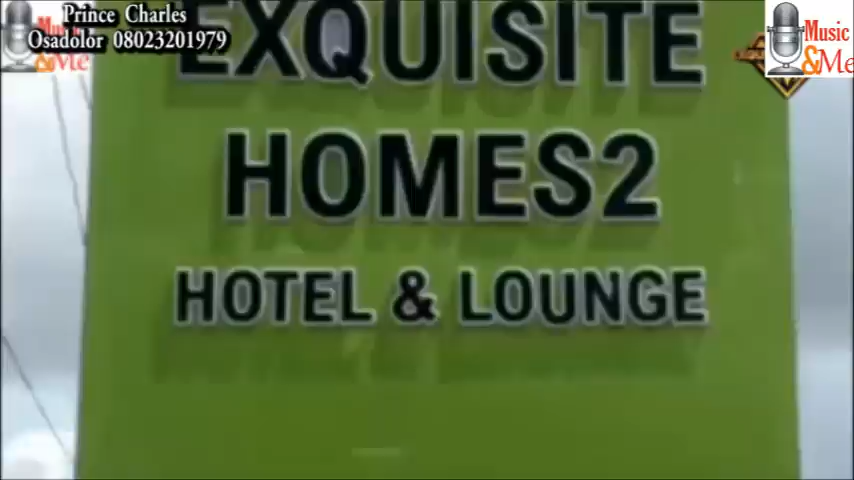 Prince Charles
Osadolor 08023201979
Music
&Me
Music
&Me
EXQUISITE
HOMES2
HOTEL & LOUNGE